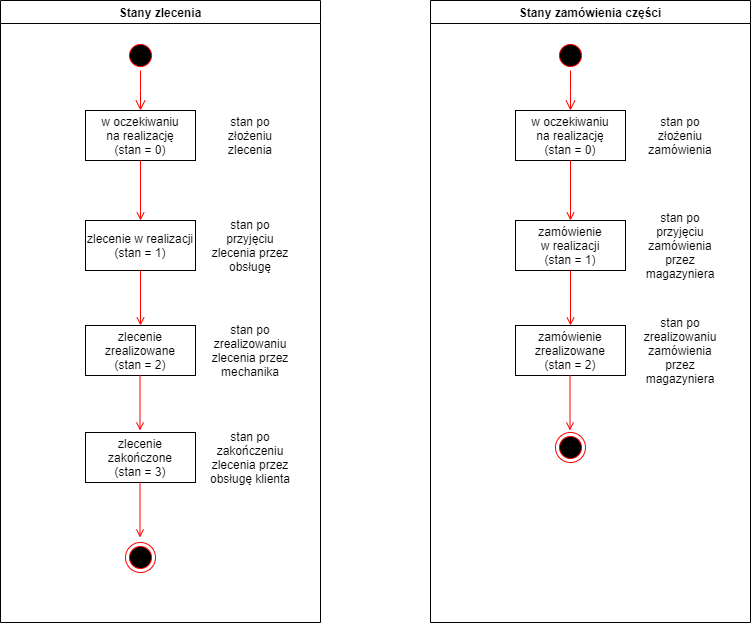 Stany zlecenia
w oczekiwaniu
na realizację
(stan = 0)
stan po
złożeniu
zlecenia
zlecenie w realizacji
(stan = 1)
stan po
przyjęciu
zlecenia przez
obsługę
zlecenie
zrealizowane
(stan = 2)
stan po
zrealizowaniu
zlecenia przez
mechanika
zlecenie
zakończone
(stan = 3)
stan po
zakończeniu
zlecenia przez
obsługę klienta
Stany zamówienia części
w oczekiwaniu
na realizację
(stan = 0)
stan po
złożeniu
zamówienia
zamówienie
w realizacji
(stan = 1)
stan po
przyjęciu
zamówienia
przez
magazyniera
zamówienie
zrealizowane
(stan = 2)
stan po
zrealizowaniu
zamówienia
przez
magazyniera